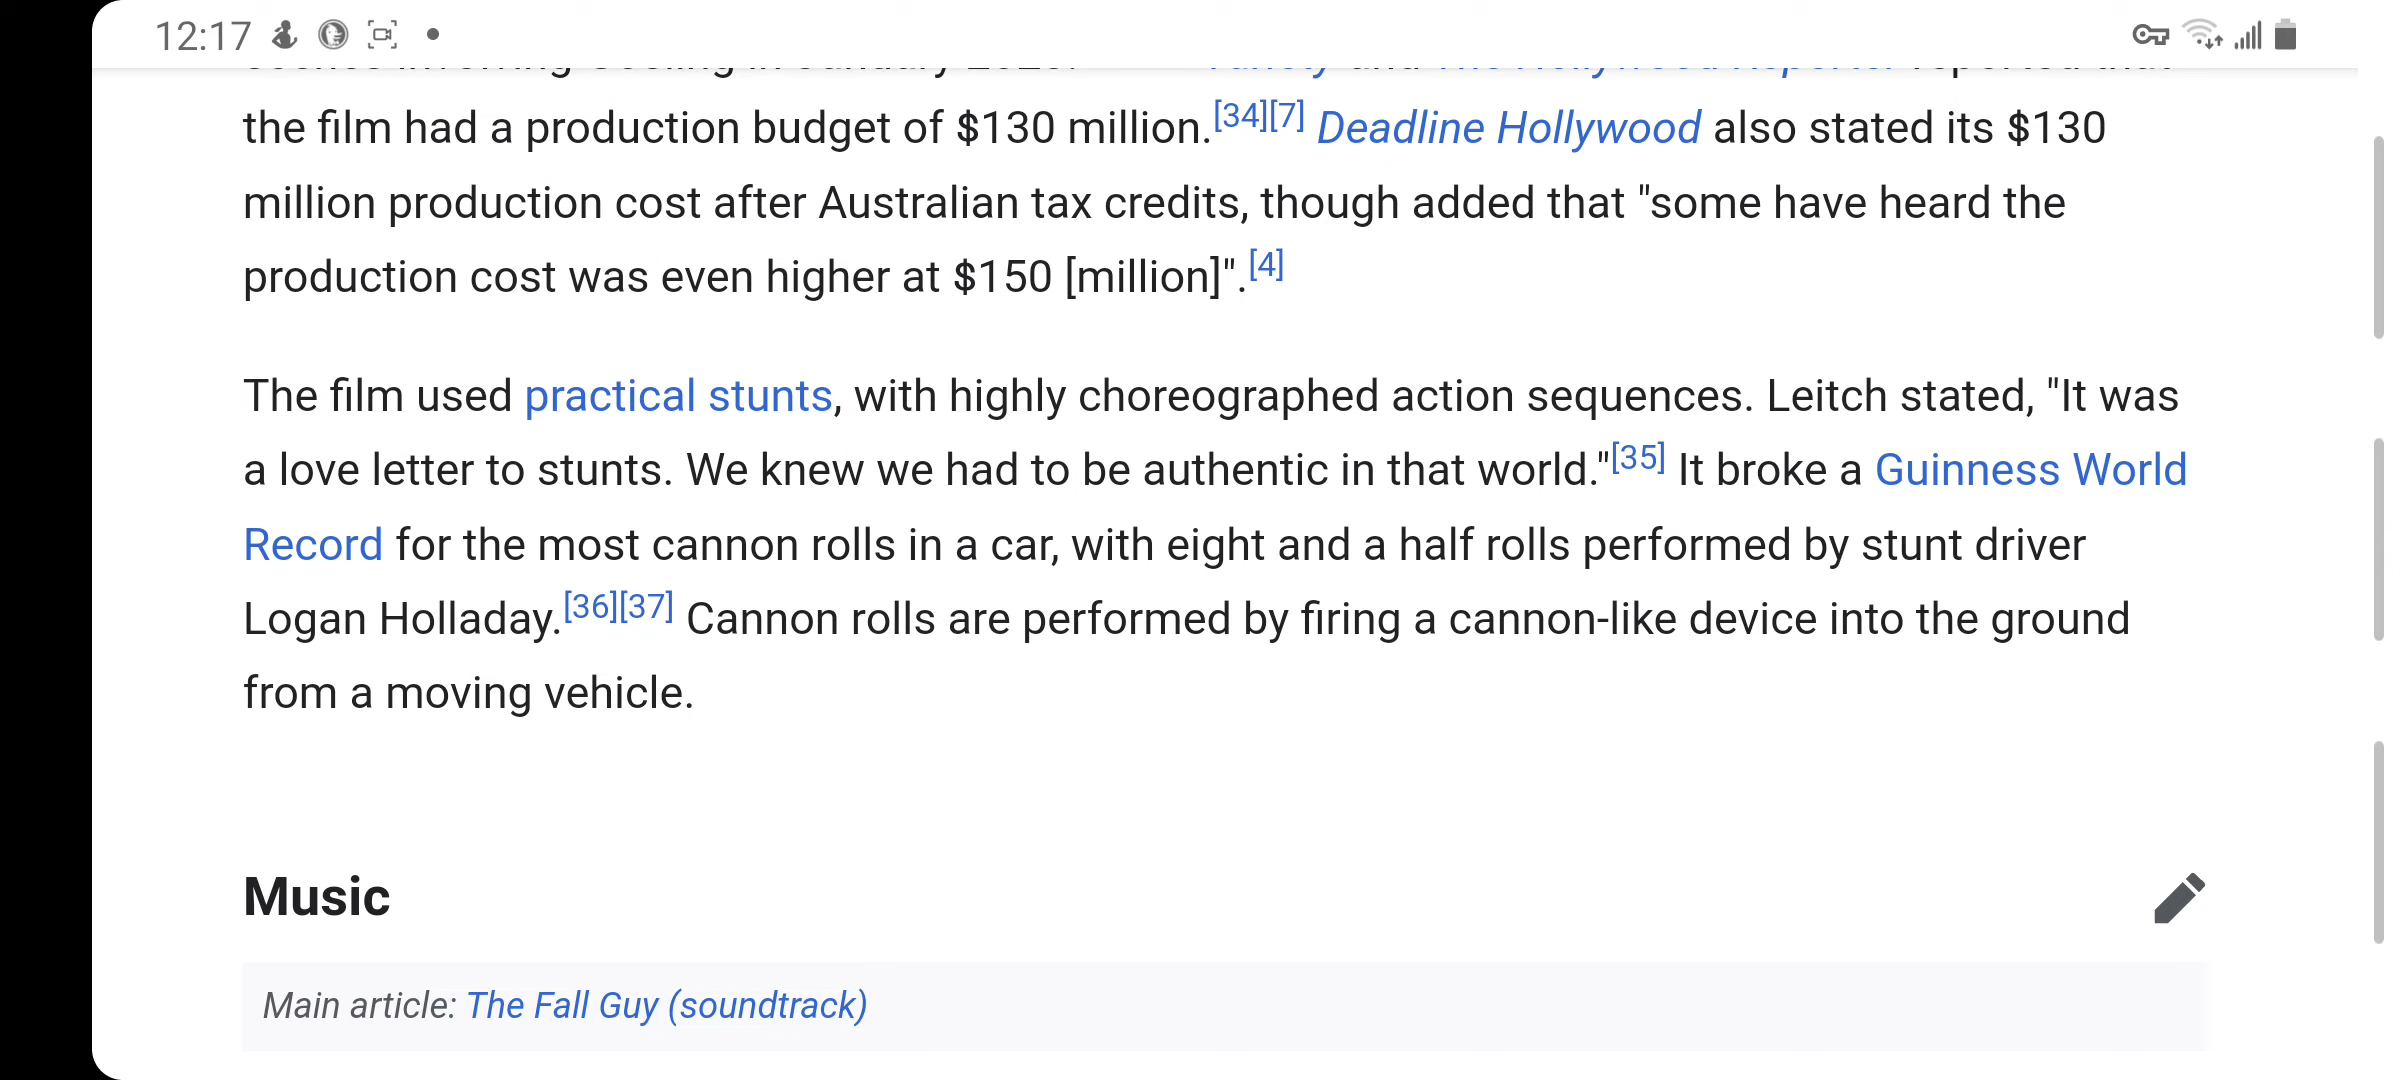 12:17
the film had a production budget of $130 million.[34][7] Deadline Hollywood also stated its $130
million production cost after Australian tax credits, though added that "some have heard the
production cost was even higher at $150 [million]".[4]
The film used practical stunts, with highly choreographed action sequences. Leitch stated, "It was
a love letter to stunts. We knew we had to be authentic in that world."[35] It broke a Guinness World
Record for the most cannon rolls in a car, with eight and a half rolls performed by stunt driver
Logan Holladay.[36][37] Cannon rolls are performed by firing a cannon-like device into the ground
from a moving vehicle.
Music
Main article: The Fall Guy (soundtrack)